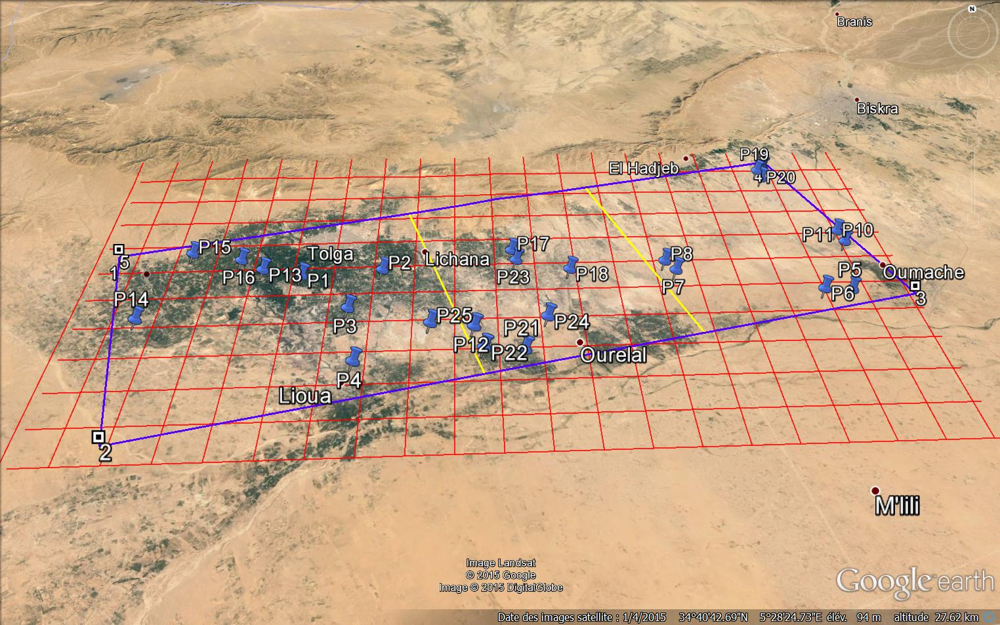 N
Branis
Biskra
P19
El Hadjeb
4
P20
P11
P10
P15
Tolga
P17
P8
P2
Lichana
15
P16
P13
P1
P23
P18
P5
Oumache
P7
P6
3
P14
P3
P25
P21
P24
P12
P22
Ourelal
P4
Lioua
2
M'lili
Image Landsat
© 2015 Google
Image © 2015 DigitalGlobe
Google earth
Date des images satellite : 1/4/2015 34°40'42.69"N 5°28'24.73"E élév. 94 m altitude 27.62 km